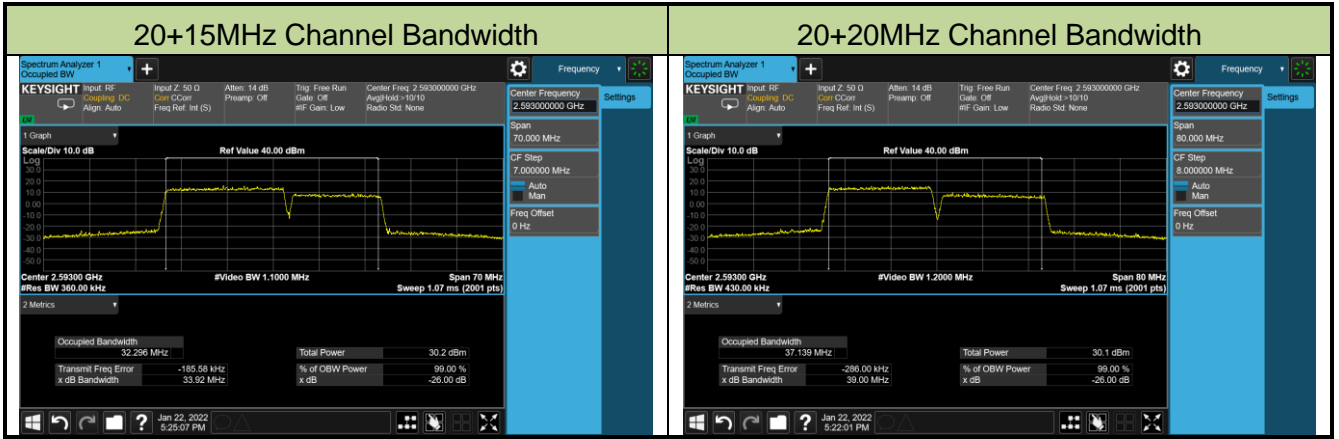 20+15MHz Channel Bandwidth
Spectrum Analyzer 1
Occupied BW
Frequency
KEYSIGHT
Input: RF
Coupling: DC
Align: Auto
Input Z: 50 Ω
Corr CCorr
Freq Ref: Int (S)
Atten: 14 dB
Preamp: Off
Trig: Free Run
Gate: Off
#IF Gain: Low
Center Freq: 2.593000000 GHz
Avg|Hold:>10/10
Radio Std: None
Center Frequency
2.593000000 GHz
Settings
Span
70.000 MHz
CF Step
7.000000 MHz
Auto
Man
Freq Offset
0 Hz
1 Graph
Scale/Div 10.0 dB
Ref Value 40.00 dBm
Log
30.0
20.0
10.0
0.00
-10.0
-20.0
-30.0
-40.0
-50.0
Center 2.59300 GHz
#Video BW 1.1000 MHz
Span 70 MHz
#Res BW 360.00 kHz
Sweep 1.07 ms (2001 pts)
2 Metrics
Occupied Bandwidth
32.296 MHz
Total Power 30.2 dBm
Transmit Freq Error -185.58 kHz
% of OBW Power 99.00 %
x dB Bandwidth 33.92 MHz
x dB -26.00 dB
Jan 22, 2022
5:25:07 PM
20+20MHz Channel Bandwidth
Spectrum Analyzer 1
Occupied BW
Frequency
KEYSIGHT
Input: RF
Coupling: DC
Align: Auto
Input Z: 50 Ω
Corr CCorr
Freq Ref: Int (S)
Atten: 14 dB
Preamp: Off
Trig: Free Run
Gate: Off
#IF Gain: Low
Center Freq: 2.593000000 GHz
Avg|Hold:>10/10
Radio Std: None
Center Frequency
2.593000000 GHz
Settings
Span
80.000 MHz
CF Step
8.000000 MHz
Auto
Man
Freq Offset
0 Hz
1 Graph
Scale/Div 10.0 dB
Ref Value 40.00 dBm
Log
30.0
20.0
10.0
0.00
-10.0
-20.0
-30.0
-40.0
-50.0
Center 2.59300 GHz
#Video BW 1.2000 MHz
Span 80 MHz
#Res BW 430.00 kHz
Sweep 1.07 ms (2001 pts)
2 Metrics
Occupied Bandwidth
37.139 MHz
Total Power 30.1 dBm
Transmit Freq Error -286.00 kHz
% of OBW Power 99.00 %
x dB Bandwidth 39.00 MHz
x dB -26.00 dB
Jan 22, 2022
5:22:01 PM